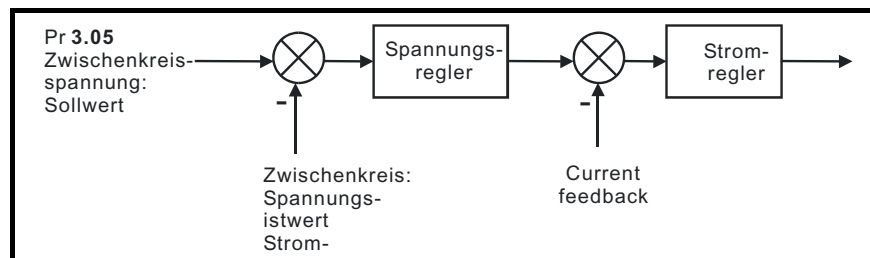 Pr 3.05
Zwischenkreis-
spannung:
Sollwert
Spannungs-
regler
Strom-
regler
-
-
Zwischenkreis:
Spannungs-
istwert
Strom-
Current
feedback